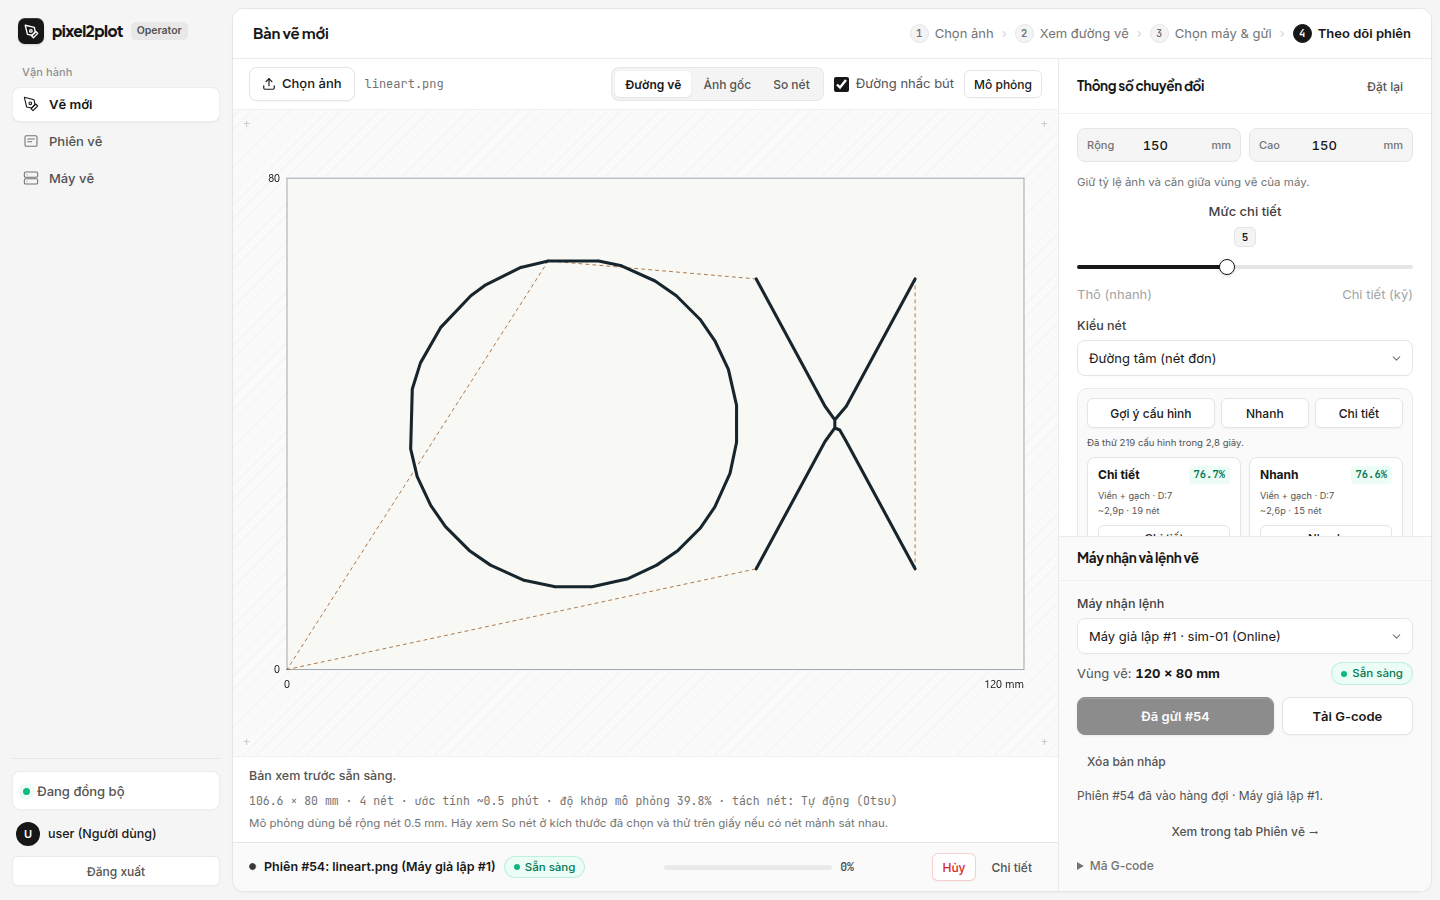 pixel2plot Operator
Vận hành
Vẽ mới
Phiên vẽ
Máy vẽ
Đang đồng bộ
U user (Người dùng)
Đăng xuất
Bản vẽ mới
1 Chọn ảnh › 2 Xem đường vẽ › 3 Chọn máy & gửi › 4 Theo dõi phiên
Chọn ảnh lineart.png
Đường vẽ Ảnh gốc So nét Đường nhấc bút Mô phỏng
80
0
0 120 mm
Bản xem trước sẵn sàng.
106.6 × 80 mm · 4 nét · ước tính ~0.5 phút · độ khớp mô phỏng 39.8% · tách nét: Tự động (Otsu)
Mô phỏng dùng bề rộng nét 0.5 mm. Hãy xem So nét ở kích thước đã chọn và thử trên giấy nếu có nét mảnh sát nhau.
Phiên #54: lineart.png (Máy giả lập #1) Sẵn sàng 0% Hủy Chi tiết
Thông số chuyển đổi Đặt lại
Rộng 150 mm Cao 150 mm
Giữ tỷ lệ ảnh và căn giữa vùng vẽ của máy.
Mức chi tiết
5
Thô (nhanh) Chi tiết (kỹ)
Kiểu nét
Đường tâm (nét đơn)
Gợi ý cấu hình Nhanh Chi tiết
Đã thử 219 cấu hình trong 2,8 giây.
Chi tiết 76.7% Nhanh 76.6%
Viền + gạch · D:7 Viền + gạch · D:7
~2,9p · 19 nét ~2,6p · 15 nét
Chi tiết Nhanh
Máy nhận và lệnh vẽ
Máy nhận lệnh
Máy giả lập #1 · sim-01 (Online)
Vùng vẽ: 120 × 80 mm Sẵn sàng
Đã gửi #54 Tải G-code
Xóa bản nháp
Phiên #54 đã vào hàng đợi · Máy giả lập #1.
Xem trong tab Phiên vẽ →
Mã G-code